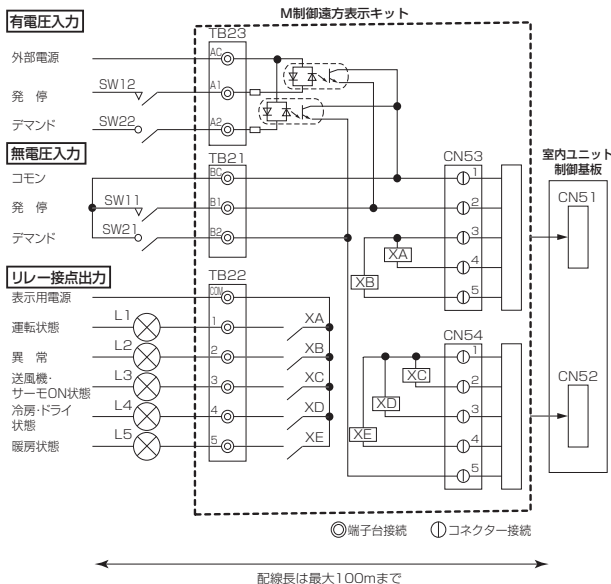 M制御遠方表示キット
有電圧入力
TB23
外部電源
AC
発 停
SW12
A1
デマンド
SW22
A2
無電圧入力
TB21
CN53
室内ユニット
制御基板
コモン
BC
1
CN51
発 停
SW11
B1
2
デマンド
SW21
B2
3
XA
4
XB
5
リレー接点出力
TB22
表示用電源
COM
運転状態
L1
1
XA
CN54
異 常
L2
2
XB
1
送風機・
サーモON状態
L3
3
XC
XC
2
CN52
冷房・ドライ
状態
L4
4
XD
XD
3
暖房状態
L5
5
XE
XE
4
5
端子台接続
コネクター接続
配線長は最大100mまで